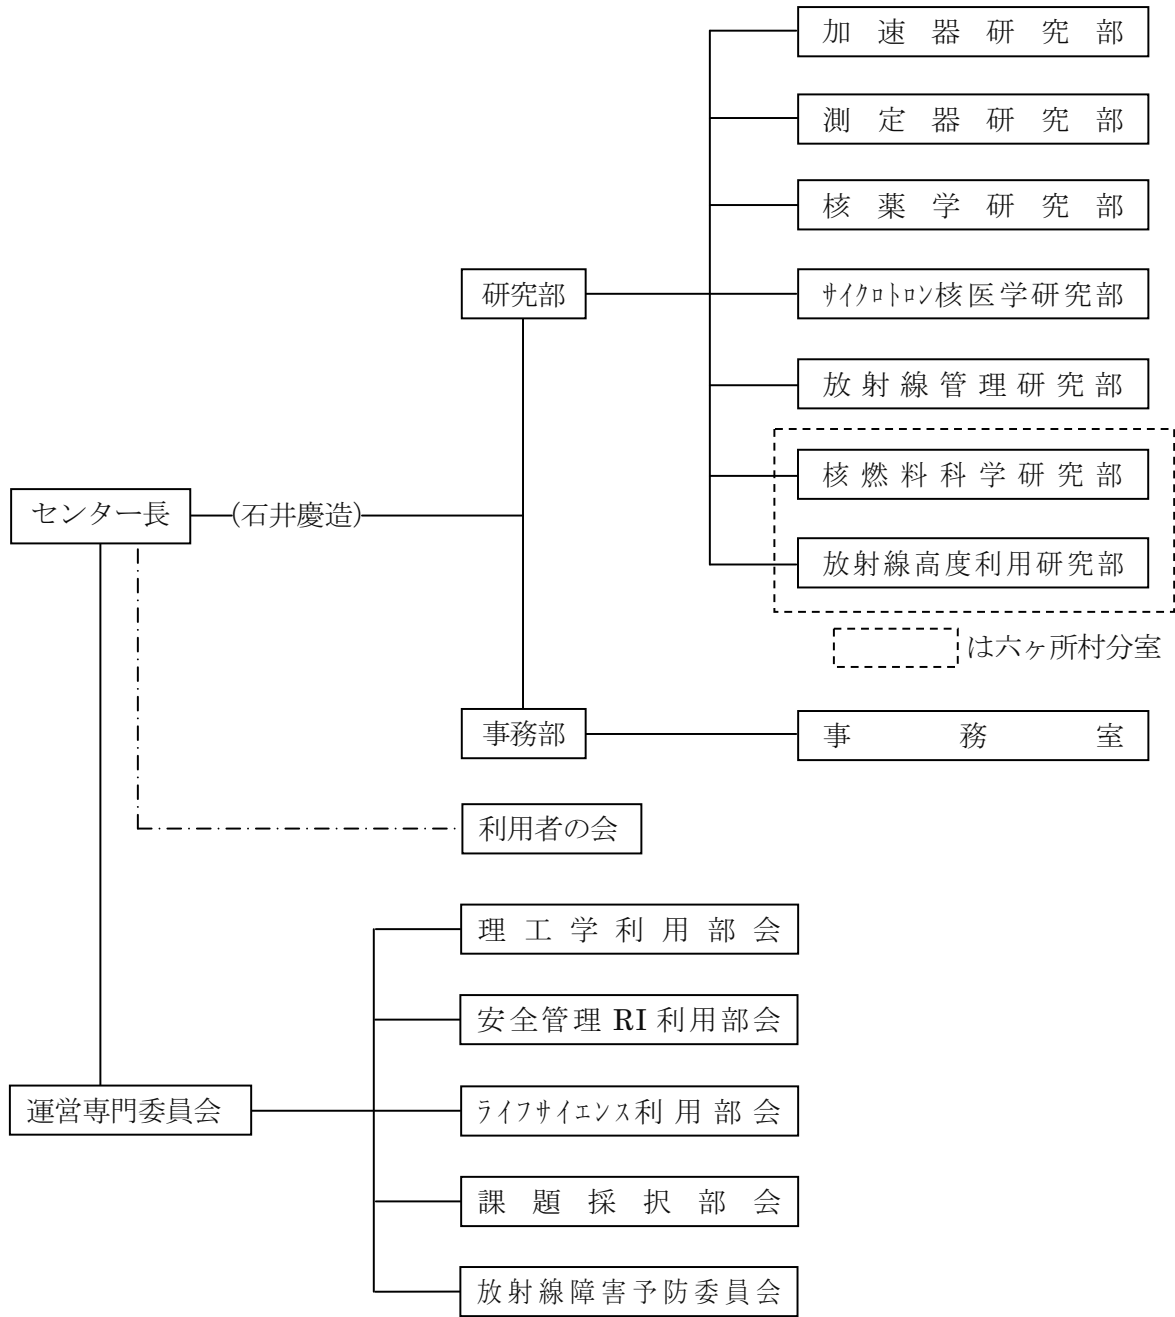 加速器研究部
測定器研究部
核薬学研究部
研究部
ｻｲｸﾛﾄﾛﾝ核医学研究部
放射線管理研究部
核燃料科学研究部
センター長
(石井慶造)
放射線高度利用研究部
は六ヶ所村分室
事務部
事務室
利用者の会
理工学利用部会
安全管理 RI 利用部会
運営専門委員会
ﾗｲﾌｻｲｴﾝｽ利用部会
課題採択部会
放射線障害予防委員会